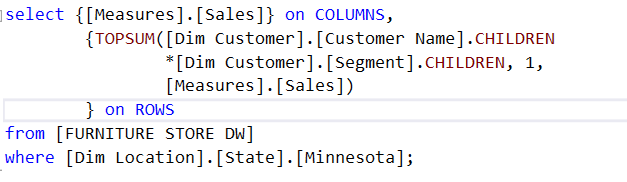 select {[Measures].[Sales]} on COLUMNS,
{TOPSUM([Dim Customer].[Customer Name].CHILDREN
*[Dim Customer].[Segment].CHILDREN, 1,
[Measures].[Sales])
} on ROWS
from [FURNITURE STORE DW]
where [Dim Location].[State].[Minnesota];